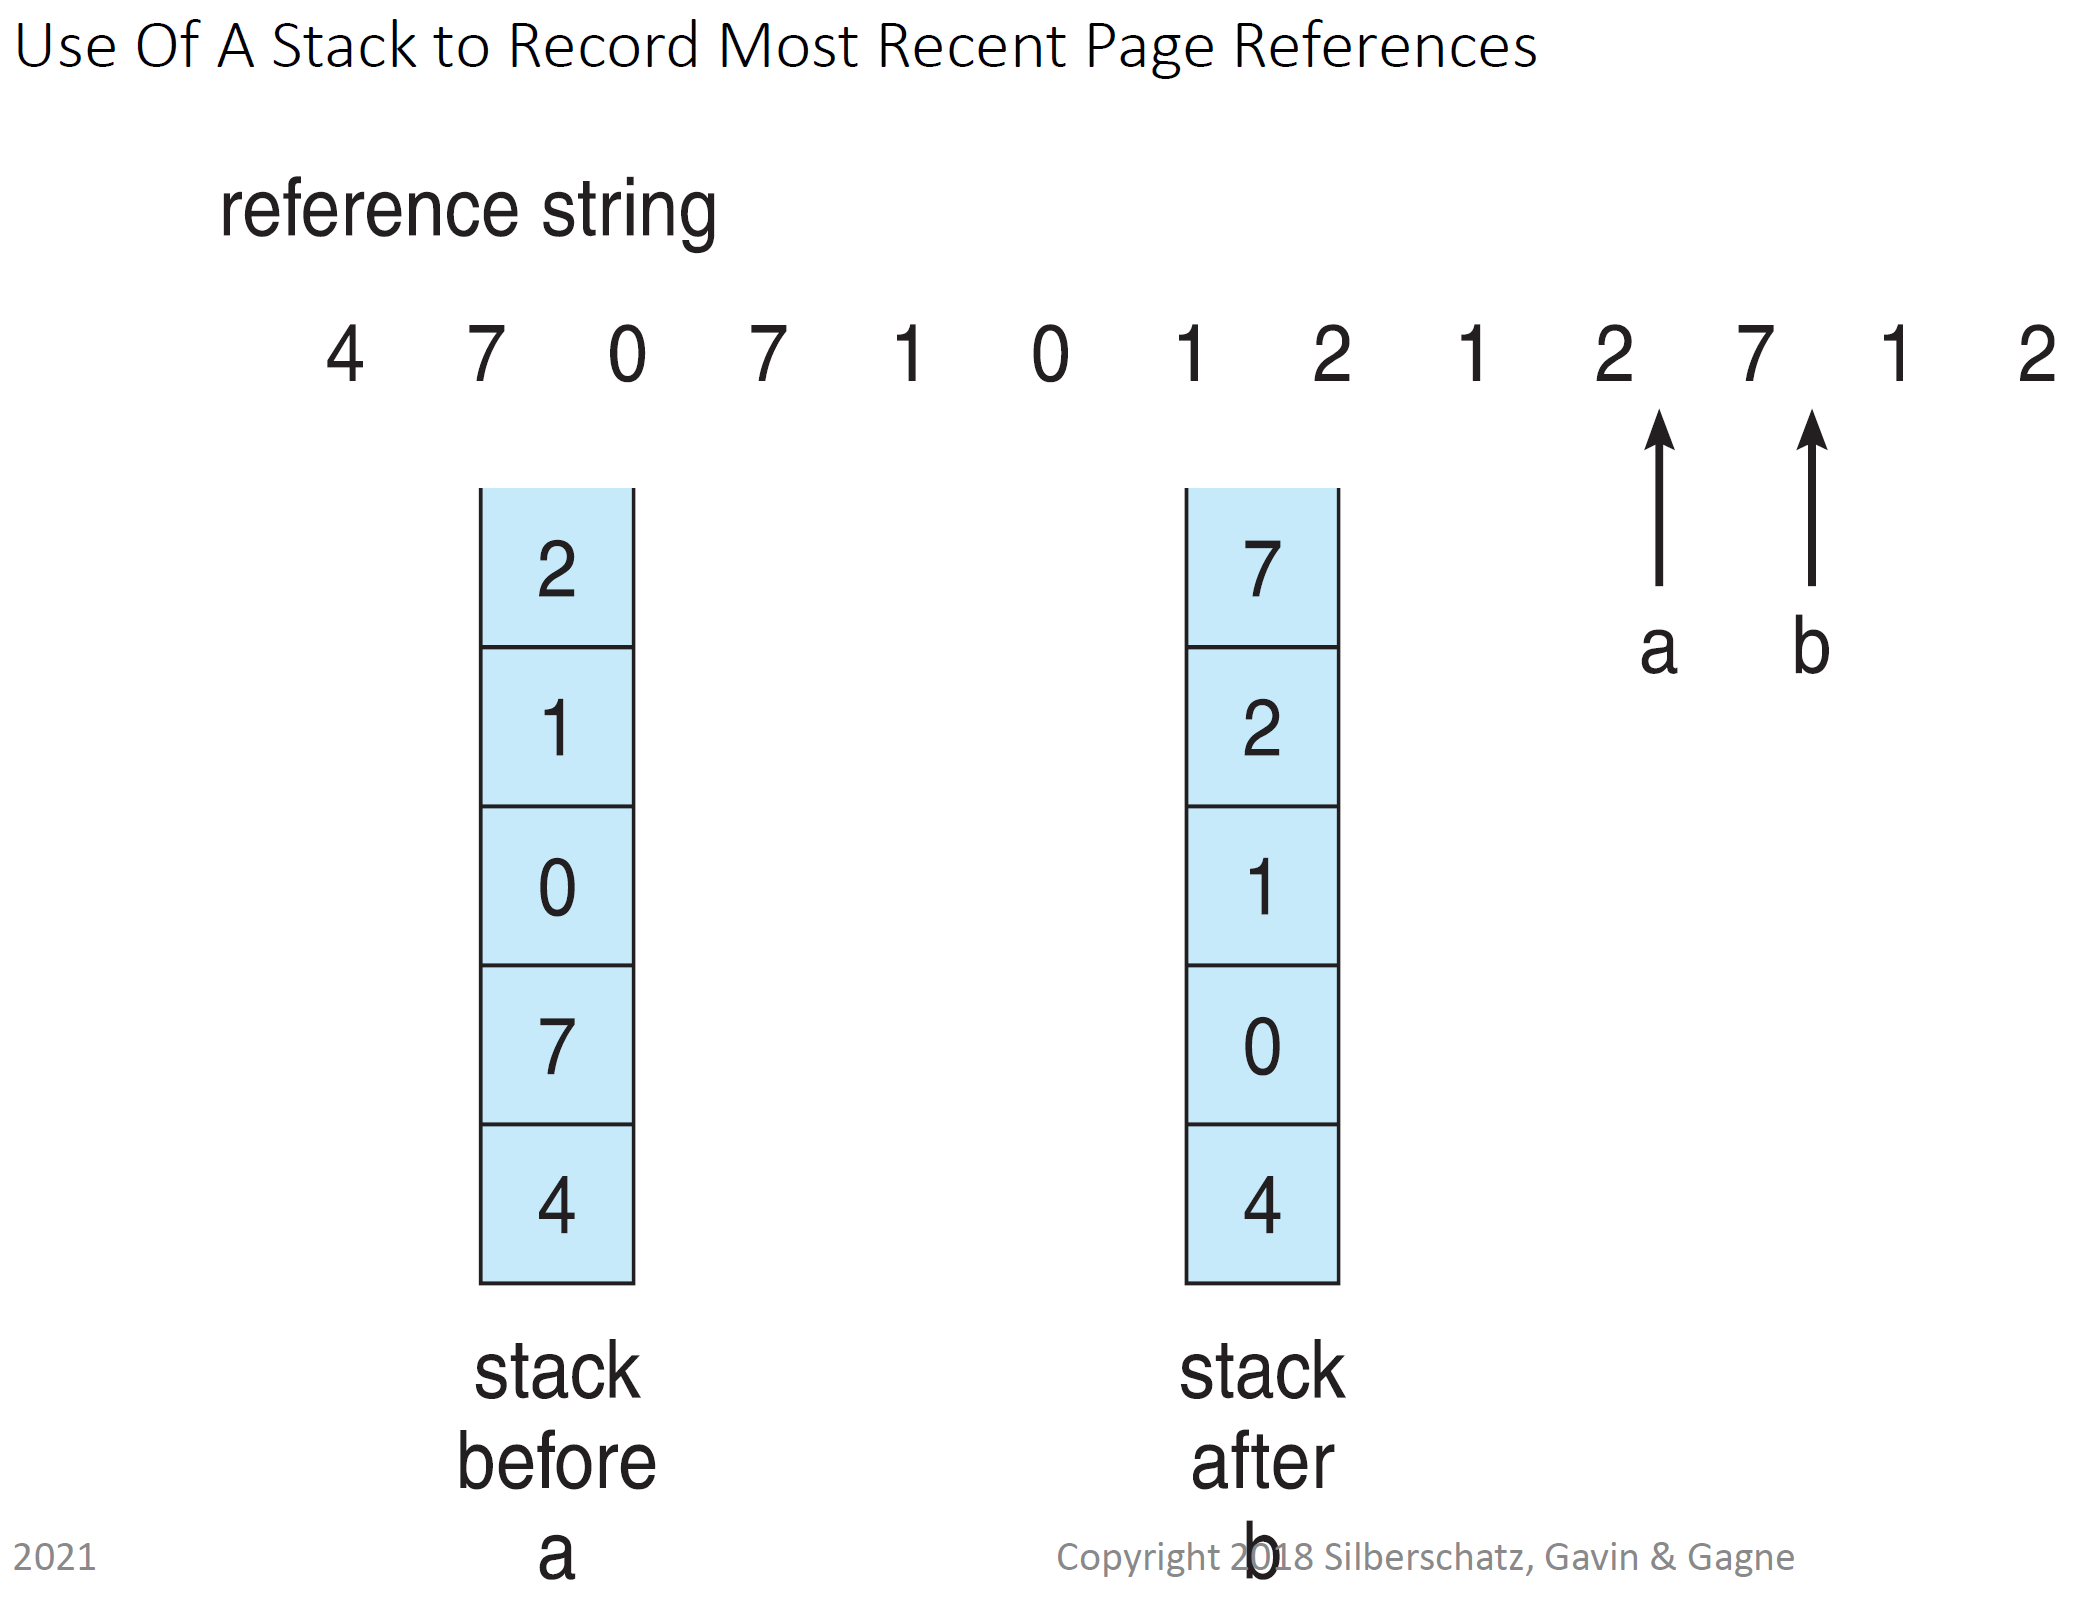 Use Of A Stack to Record Most Recent Page References
reference string
4 7 0 7 1 0 1 2 1 2 7 1 2
a b
2
1
0
7
4
stack
before
a
7
2
1
0
4
stack
after
b
2021
Copyright 2018 Silberschatz, Gavin & Gagne